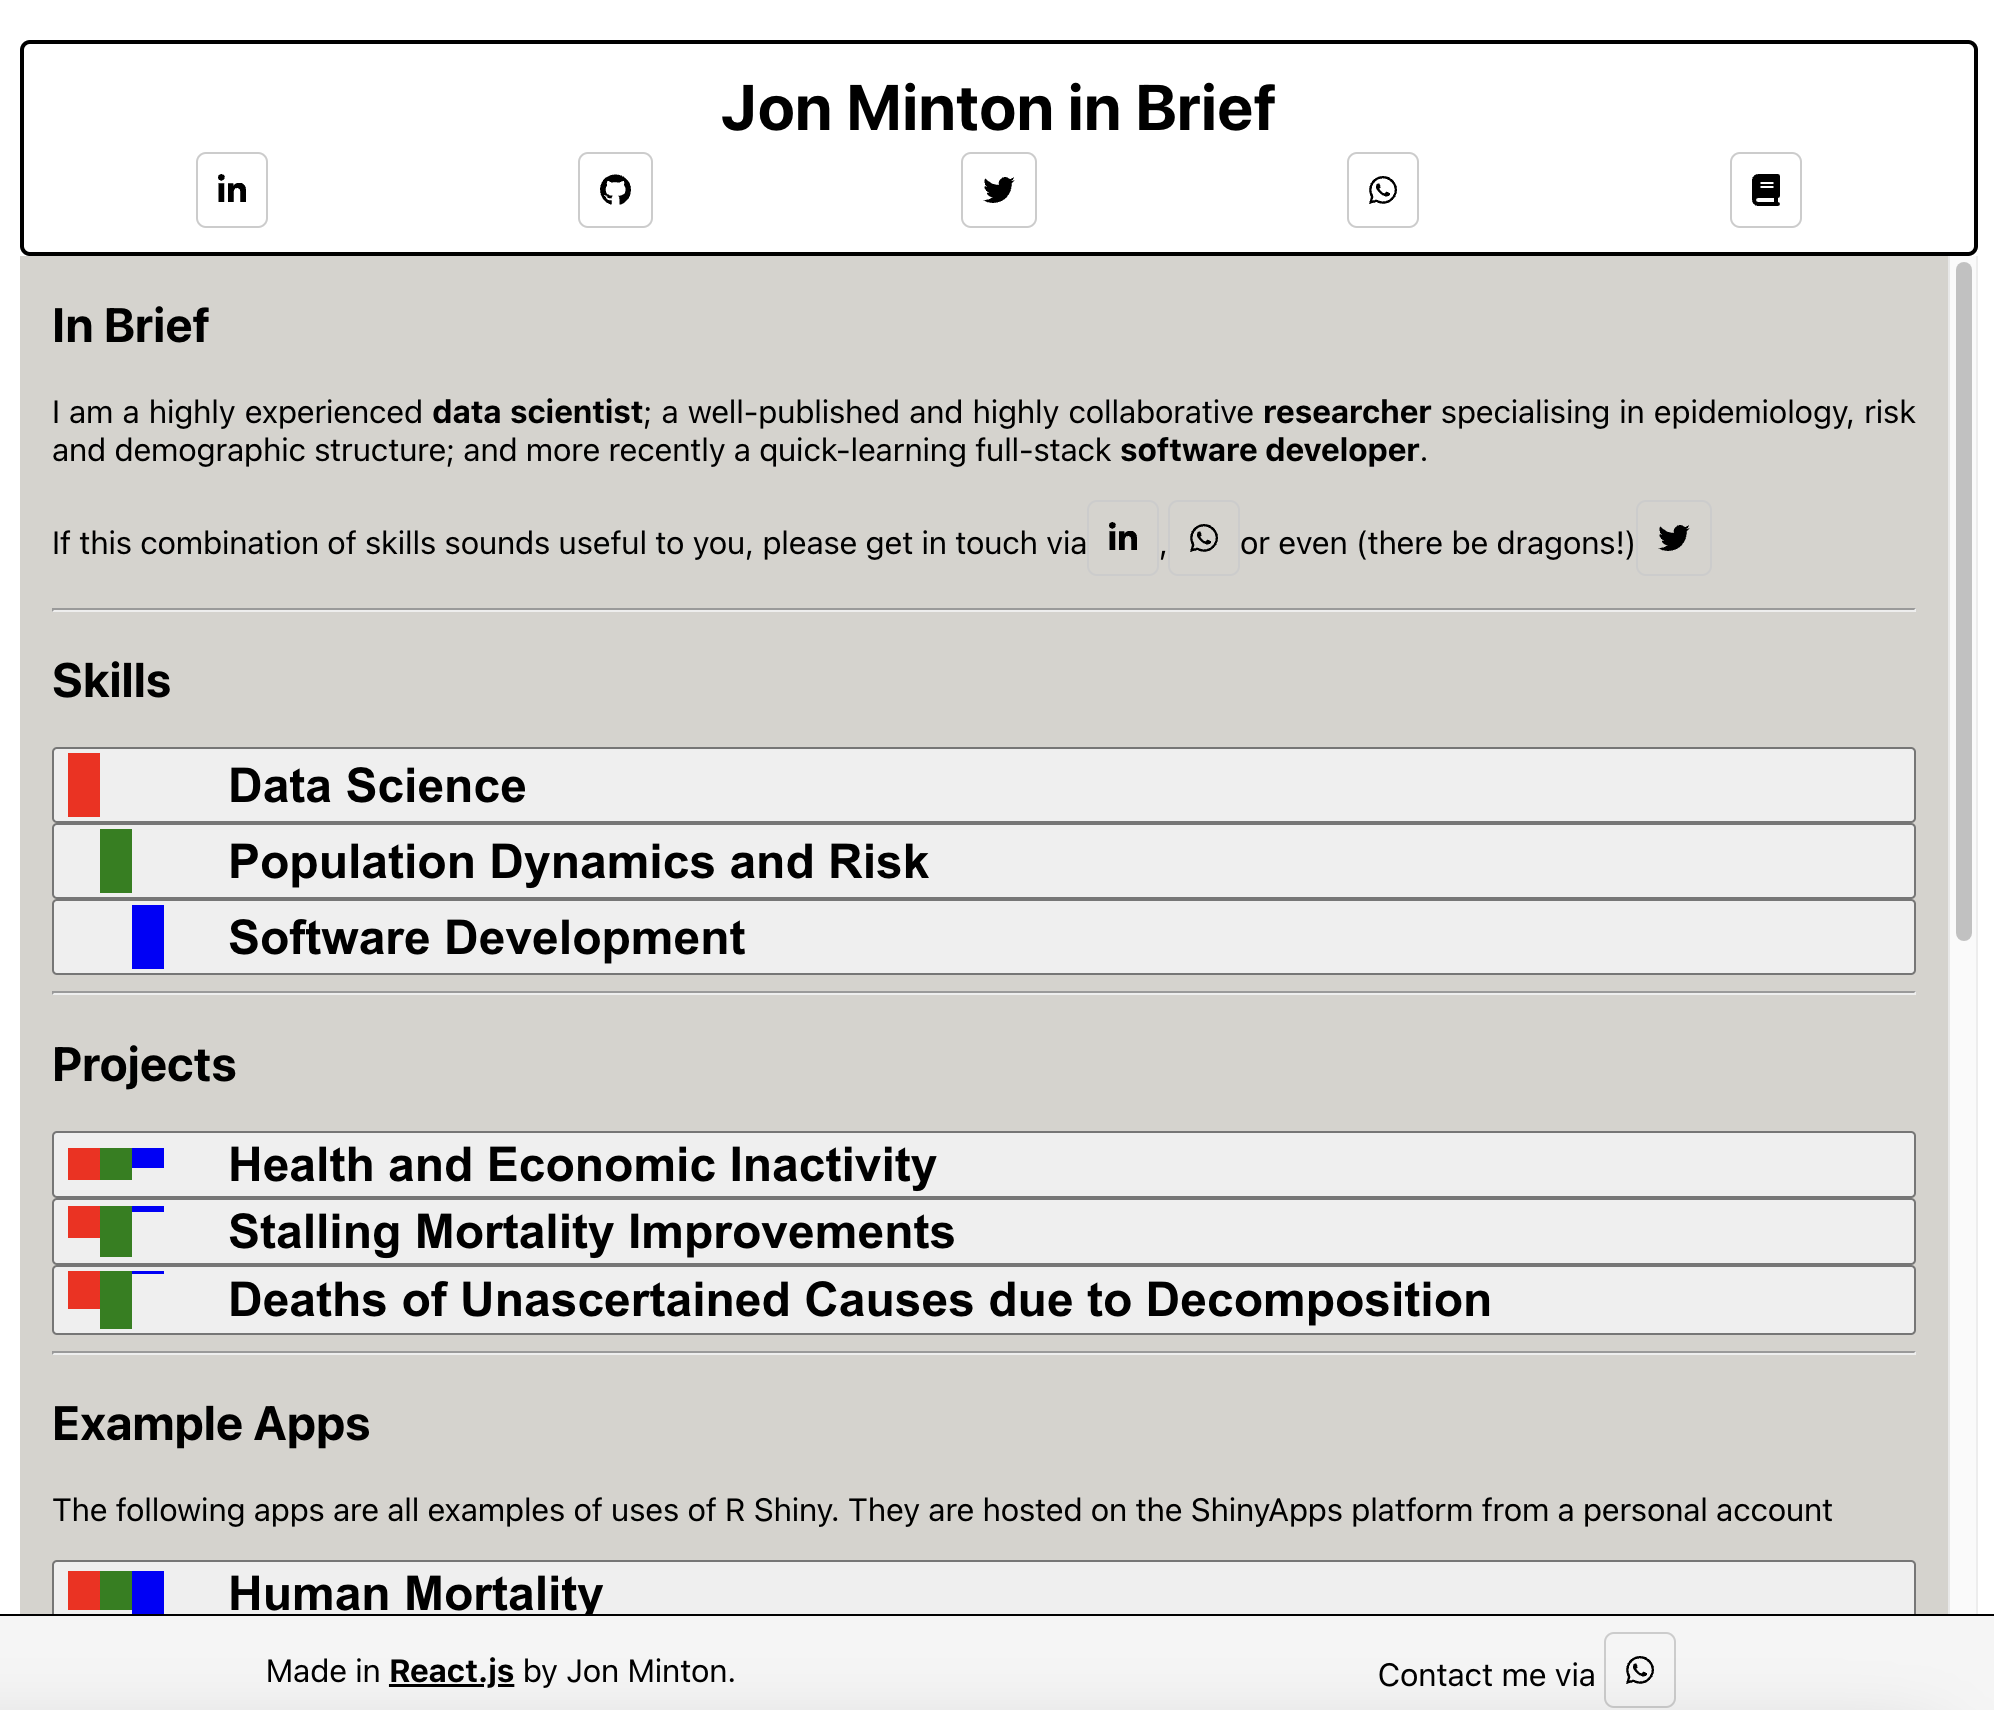 Jon Minton in Brief
In Brief
I am a highly experienced data scientist; a well-published and highly collaborative researcher specialising in epidemiology, risk
and demographic structure; and more recently a quick-learning full-stack software developer.
If this combination of skills sounds useful to you, please get in touch via in , or even (there be dragons!)
Skills
Data Science
Population Dynamics and Risk
Software Development
Projects
Health and Economic Inactivity
Stalling Mortality Improvements
Deaths of Unascertained Causes due to Decomposition
Example Apps
The following apps are all examples of uses of R Shiny. They are hosted on the ShinyApps platform from a personal account
Human Mortality
Made in React.js by Jon Minton.
Contact me via